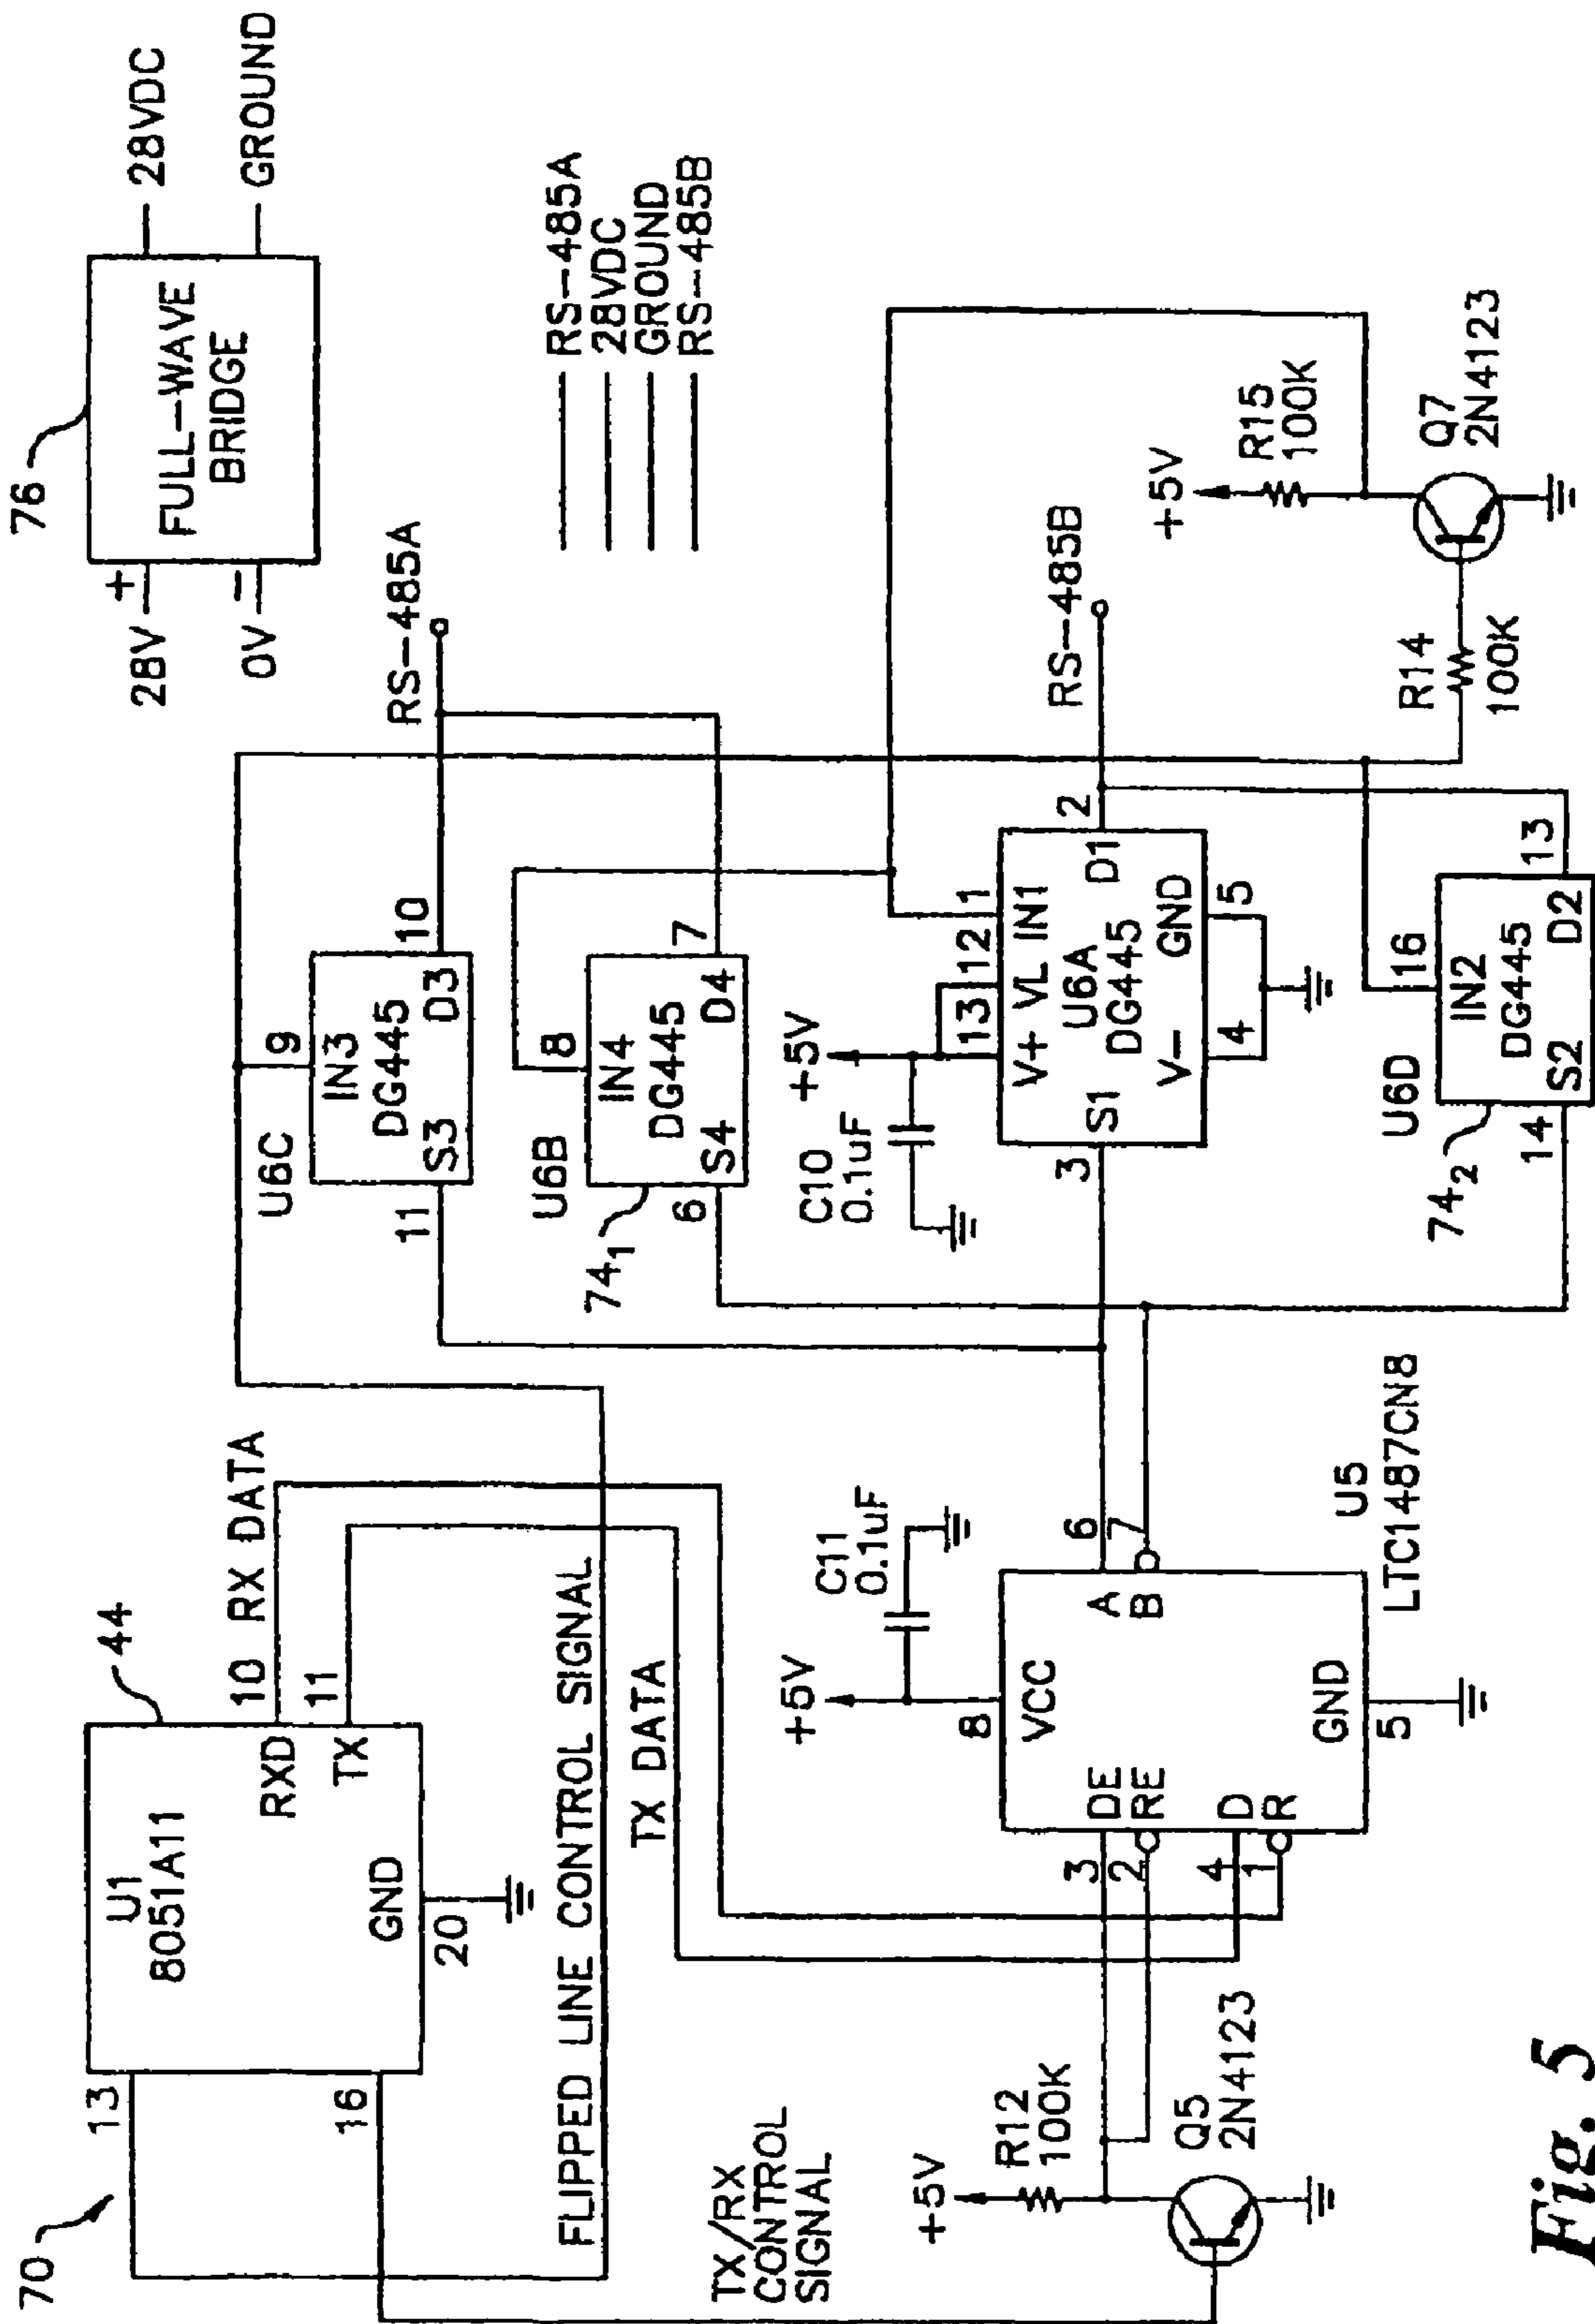 70
44
U1
8051A11
RXD
TX
GND
13
16
20
10 RX DATA
11
FLIPPED LINE CONTROL SIGNAL
TX DATA
TX/RX
CONTROL
SIGNAL
76
FULL-WAVE
BRIDGE
28V +
0V -
28VDC
GROUND
RS-485A
28VDC
GROUND
RS-485B
U6C
9
IN3
DG445
S3 D3
11
10
RS-485A
U6B
8
IN4
DG445
S4 D4
6
7
74₁
+5V
C10
0.1uF
13 12 1
V+ VL IN1
U6A
DG445
S1
D1
V- GND
3
2
4
5
RS-485B
U6D
16
IN2
DG445
S2 D2
14
13
74₂
+5V
R15
100K
R14
100K
Q7
2N4123
+5V
C11
0.1uF
8
VCC
DE
RE
D
R
A
B
GND
3
2
4
1
6
7
5
U5
LTC1487CN8
+5V
R12
100K
Q5
2N4123
Fig. 5